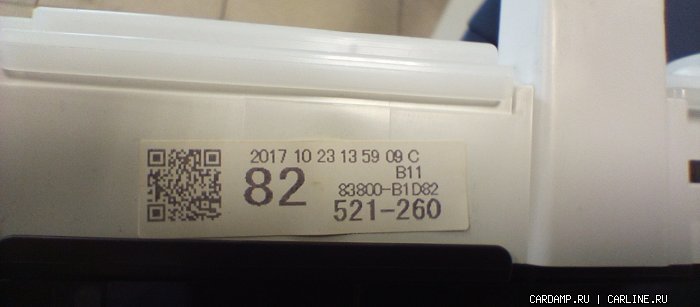 2017 10 23 13 59 09 C
82
B11
83800-B1D82
521-260
CARDAMP.RU | CARLINE.RU